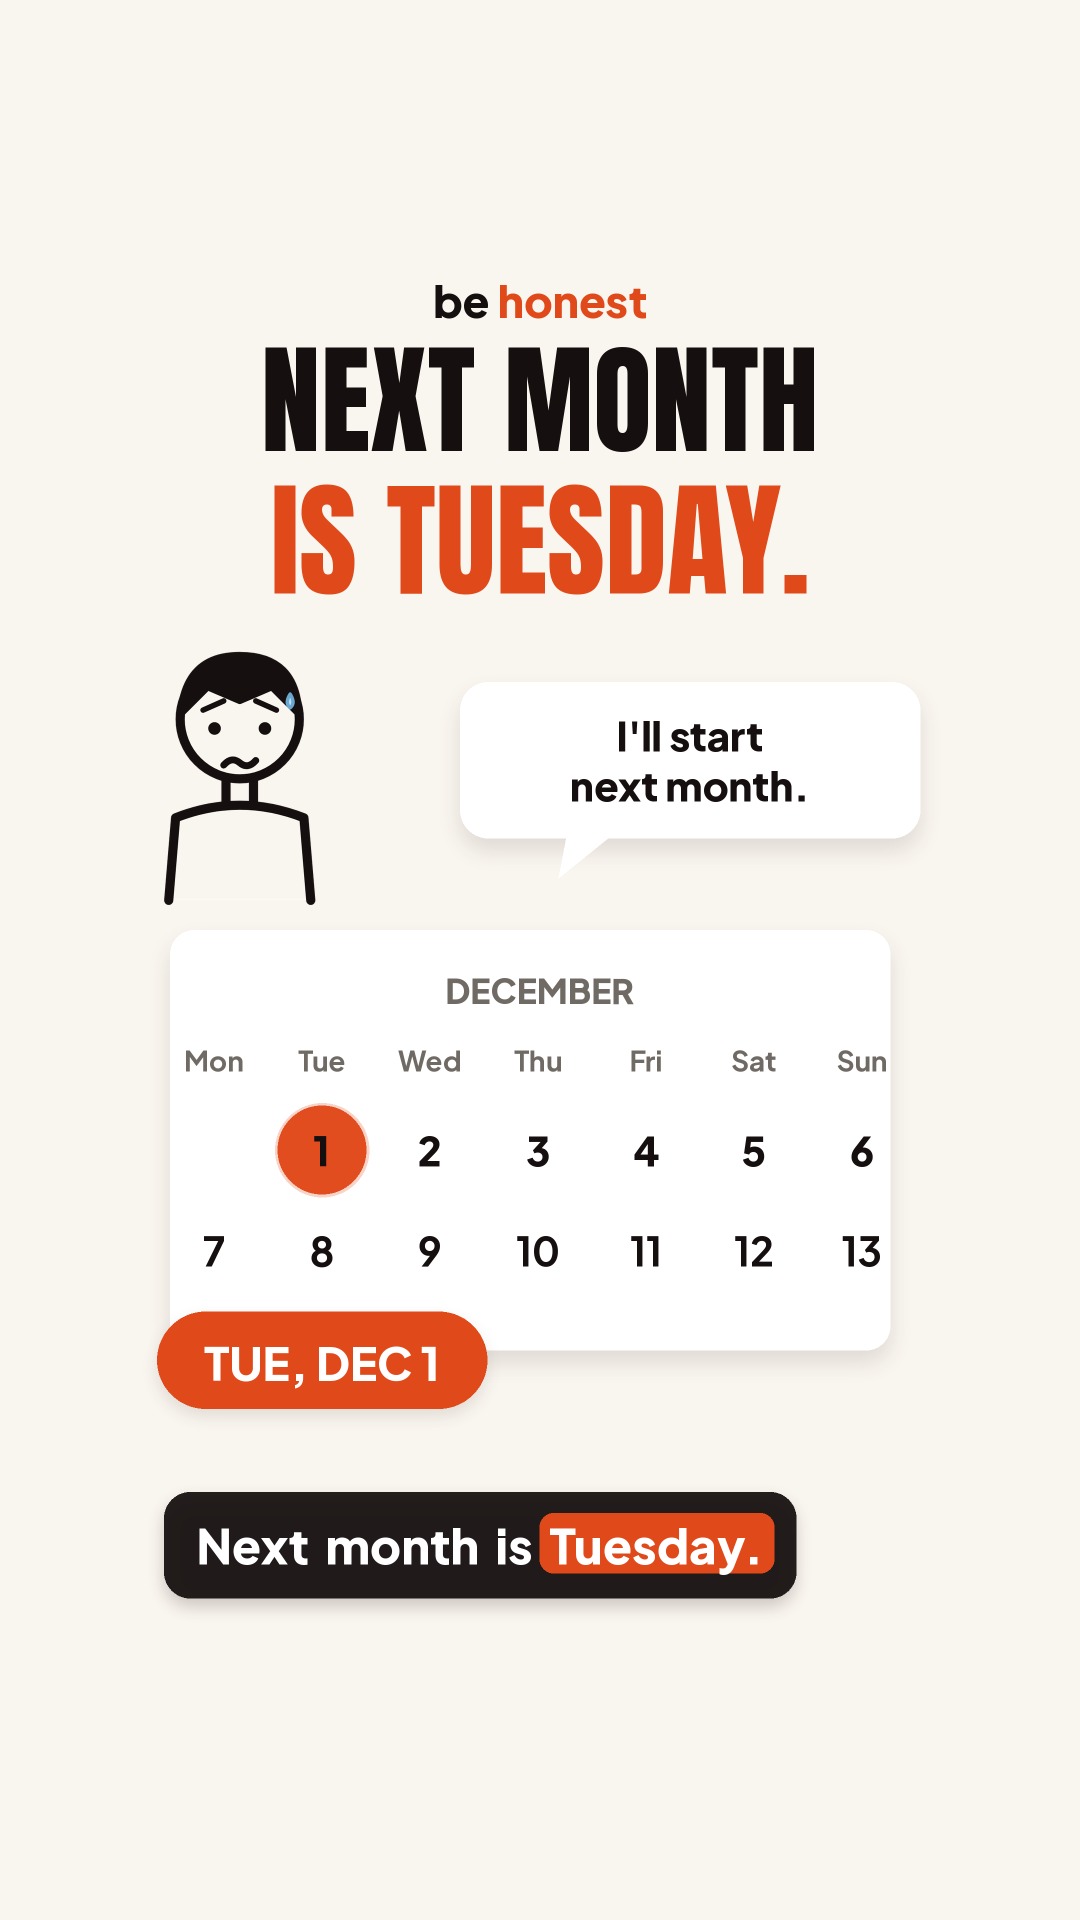 be honest
NEXT MONTH
IS TUESDAY.
I'll start
next month.
DECEMBER
Mon Tue Wed Thu Fri Sat Sun
1 2 3 4 5 6
7 8 9 10 11 12 13
TUE, DEC 1
Next month is Tuesday.